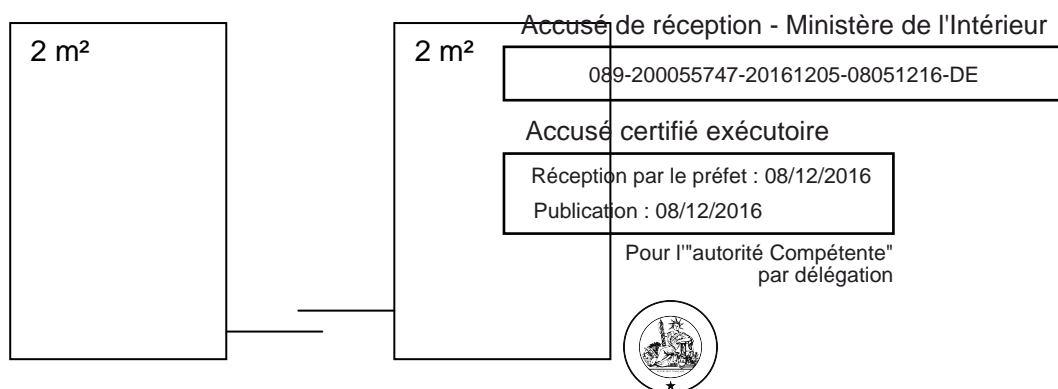 2 m²
2 m²
Accusé de réception - Ministère de l'Intérieur
089-200055747-20161205-08051216-DE
Accusé certifié exécutoire
Réception par le préfet : 08/12/2016
Publication : 08/12/2016
Pour l'"autorité Compétente"
par délégation